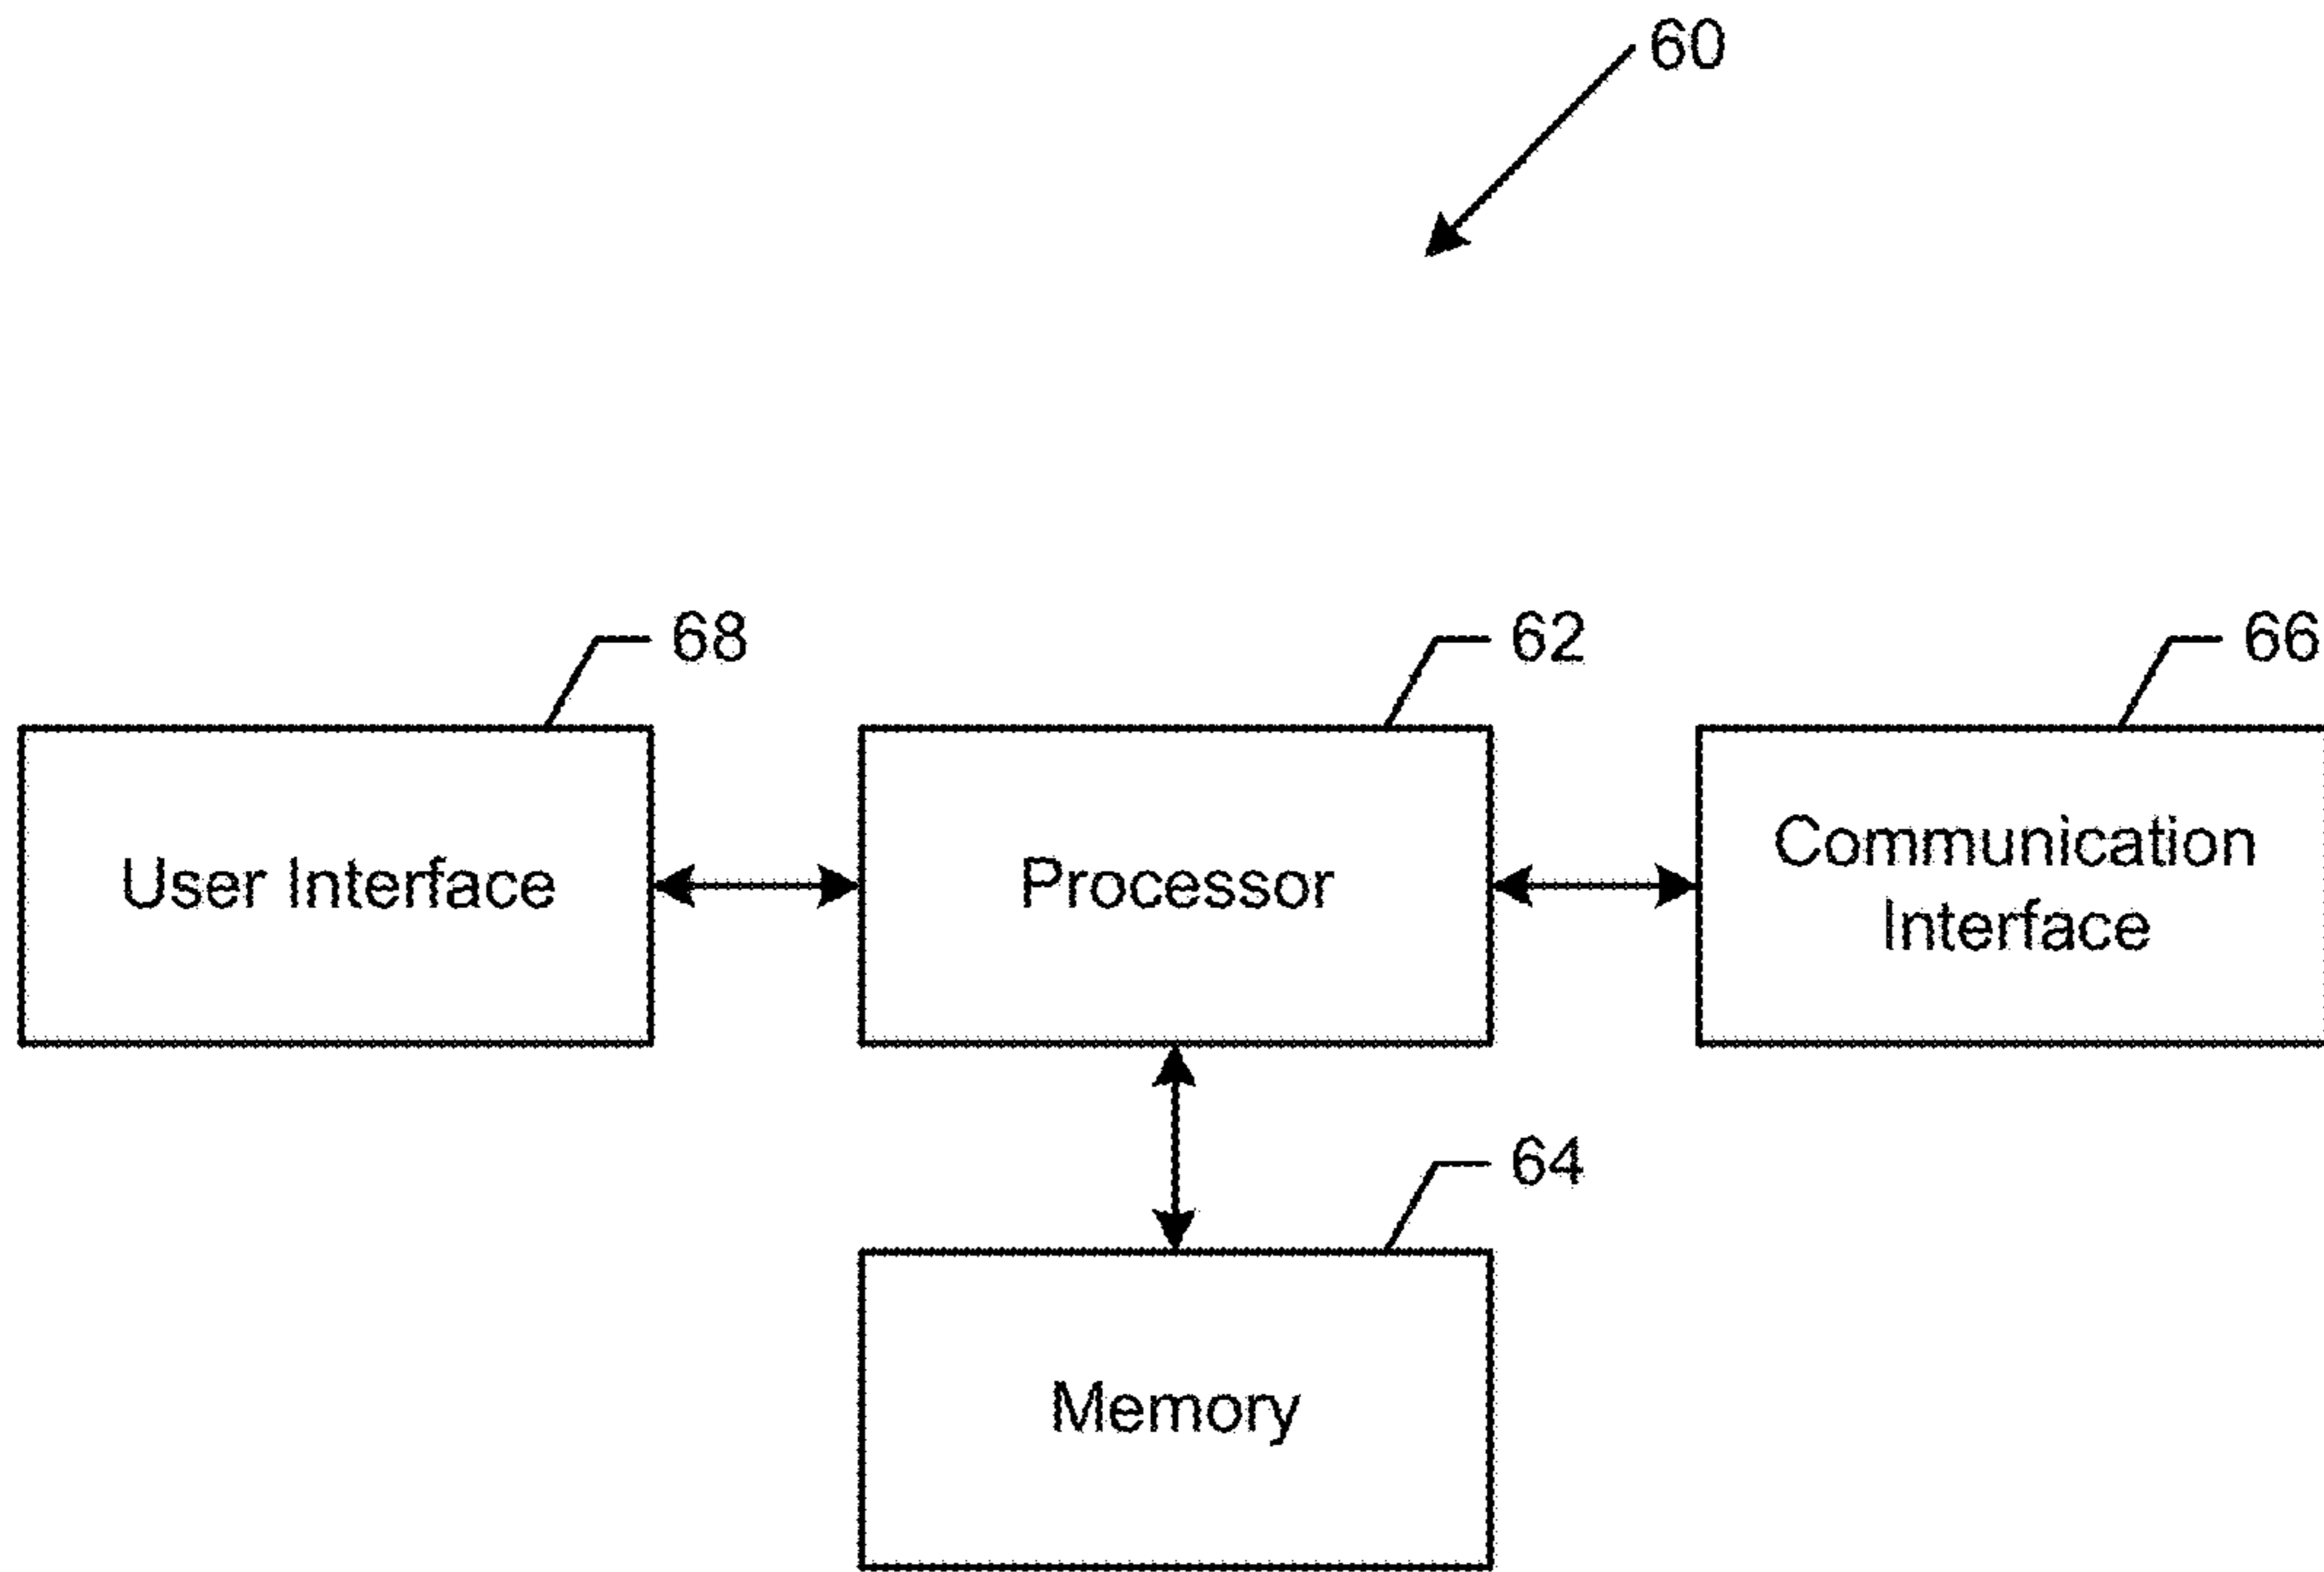 60
68
62
66
User Interface
Processor
Communication
Interface
64
Memory